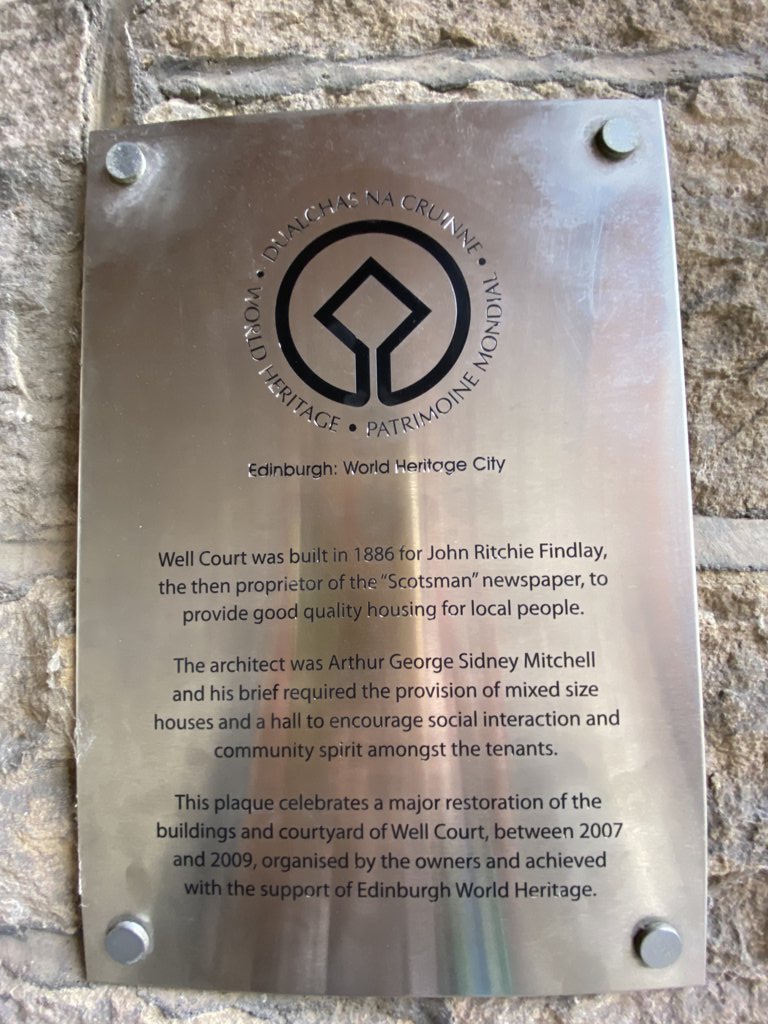 DUALCHAS NA CRUINNE •
WORLD HERITAGE •
PATRIMOINE MONDIAL •
Edinburgh: World Heritage City
Well Court was built in 1886 for John Ritchie Findlay,
the then proprietor of the “Scotsman” newspaper, to
provide good quality housing for local people.
The architect was Arthur George Sidney Mitchell
and his brief required the provision of mixed size
houses and a hall to encourage social interaction and
community spirit amongst the tenants.
This plaque celebrates a major restoration of the
buildings and courtyard of Well Court, between 2007
and 2009, organised by the owners and achieved
with the support of Edinburgh World Heritage.